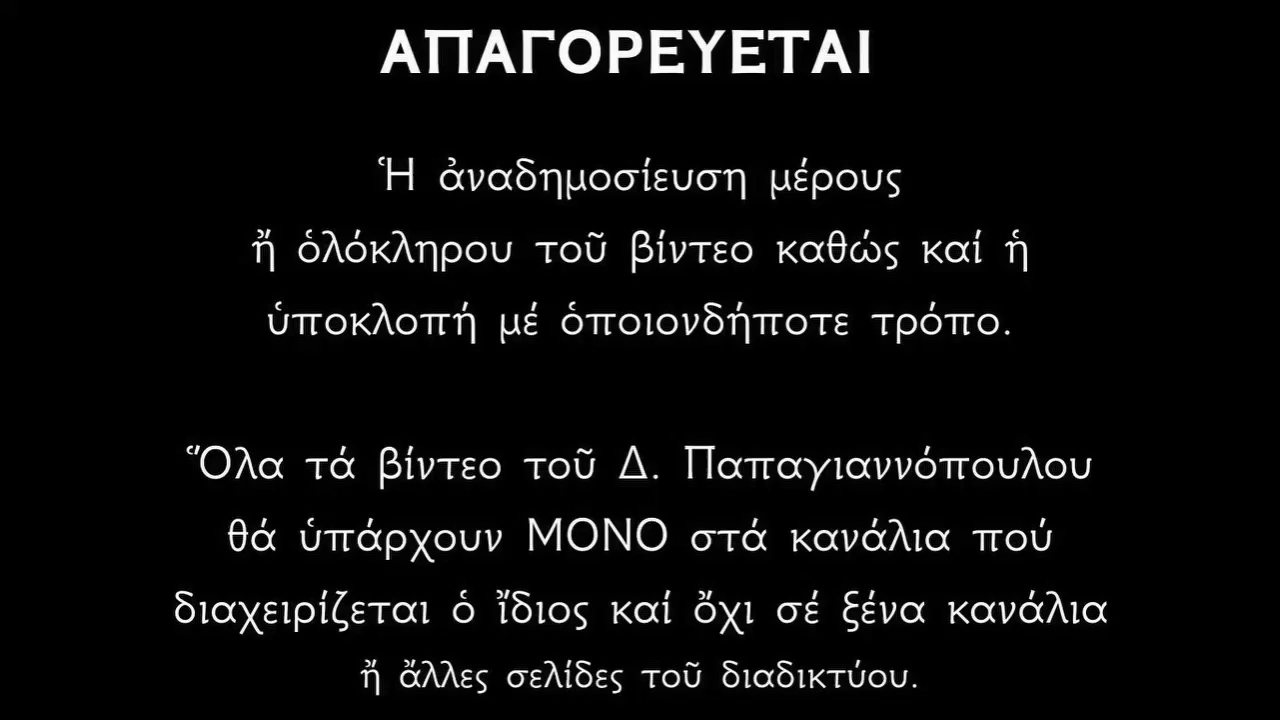 ΑΠΑΓΟΡΕΥΕΤΑΙ
Ἡ ἀναδημοσίευση μέρους
ἤ ὁλόκληρου τοῦ βίντεο καθώς καί ἡ
ὑποκλοπή μέ ὁποιονδήποτε τρόπο.
Ὅλα τά βίντεο τοῦ Δ. Παπαγιαννόπουλου
θά ὑπάρχουν ΜΟΝΟ στά κανάλια πού
διαχειρίζεται ὁ ἴδιος καί ὄχι σέ ξένα κανάλια
ἤ ἄλλες σελίδες τοῦ διαδικτύου.